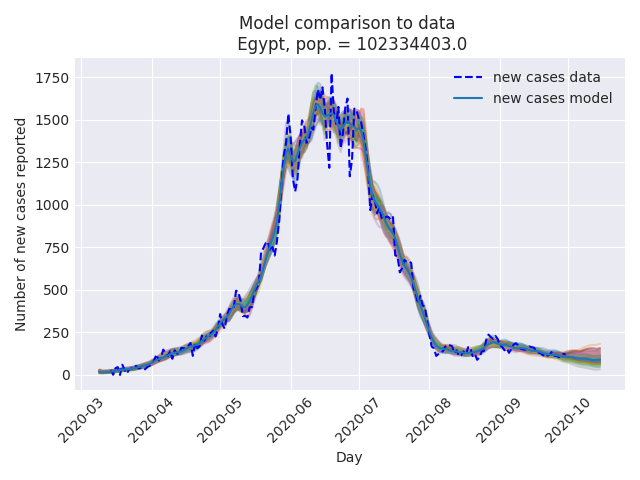 Model comparison to data
Egypt, pop. = 102334403.0
new cases data
new cases model
Number of new cases reported
1750
1500
1250
1000
750
500
250
0
2020-03
2020-04
2020-05
2020-06
2020-07
2020-08
2020-09
2020-10
Day